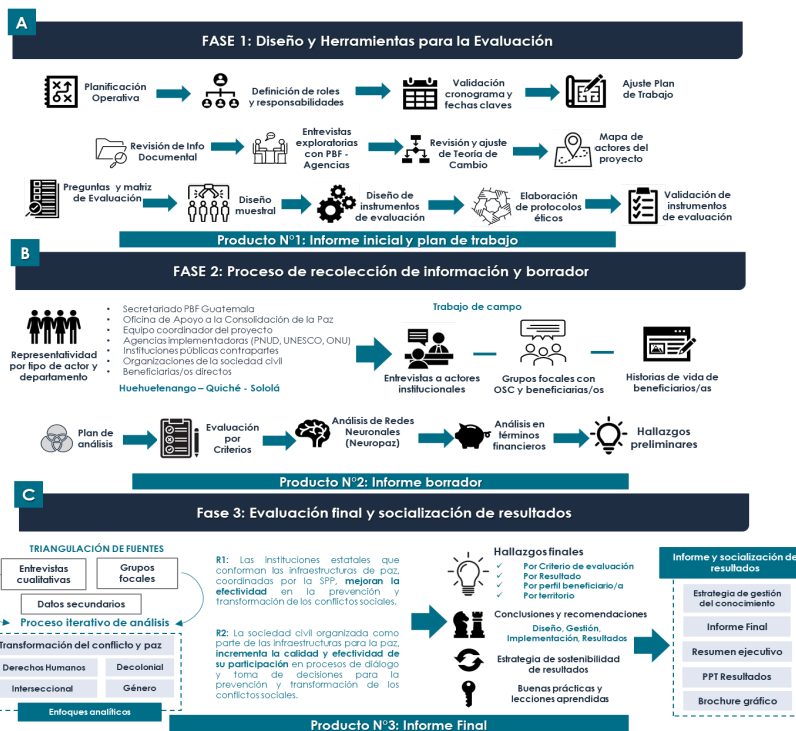 A
FASE 1: Diseño y Herramientas para la Evaluación
Planificación
Operativa
Definición de roles
y responsabilidades
Validación
cronograma y
fechas claves
Ajuste Plan
de Trabajo
Revisión de Info
Documental
Entrevistas
exploratorias
con PBF -
Agencias
Revisión y ajuste
de Teoría de
Cambio
Mapa de
actores del
proyecto
Preguntas y matriz
de Evaluación
Diseño
muestral
Diseño de
instrumentos
de evaluación
Elaboración
de protocolos
éticos
Validación de
instrumentos
de evaluación
Producto N°1: Informe inicial y plan de trabajo
B
FASE 2: Proceso de recolección de información y borrador
Representatividad
por tipo de actor y
departamento
• Secretariado PBF Guatemala
• Oficina de Apoyo a la Consolidación de la Paz
• Equipo coordinador del proyecto
• Agencias implementadoras (PNUD, UNESCO, ONU)
• Instituciones públicas contrapartes
• Organizaciones de la sociedad civil
• Beneficiarias/os directos
Huehuetenango – Quiché - Sololá
Trabajo de campo
Entrevistas a actores
institucionales
Grupos focales con
OSC y beneficiarias/os
Historias de vida de
beneficiarios/as
Plan de
análisis
Evaluación
por
Criterios
Análisis de Redes
Neuronales
(Neuropaz)
Análisis en
términos
financieros
Hallazgos
preliminares
Producto N°2: Informe borrador
C
Fase 3: Evaluación final y socialización de resultados
TRIANGULACIÓN DE FUENTES
Entrevistas
cualitativas
Grupos
focales
Datos secundarios
Proceso iterativo de análisis
Transformación del conflicto y paz
Derechos Humanos
Decolonial
Interseccional
Género
Enfoques analíticos
R1: Las instituciones estatales que
conforman las infraestructuras de paz,
coordinadas por la SPP, mejoran la
efectividad en la prevención y
transformación de los conflictos sociales.
R2: La sociedad civil organizada como
parte de las infraestructuras para la paz,
incrementa la calidad y efectividad de
su participación en procesos de diálogo
y toma de decisiones para la
prevención y transformación de los
conflictos sociales.
Hallazgos finales
✓ Por Criterio de evaluación
✓ Por Resultado
✓ Por perfil beneficiario/a
✓ Por territorio
Conclusiones y recomendaciones
Diseño, Gestión,
Implementación, Resultados
Estrategia de sostenibilidad
de resultados
Buenas prácticas y
lecciones aprendidas
Informe y socialización de
resultados
Estrategia de gestión
del conocimiento
Informe Final
Resumen ejecutivo
PPT Resultados
Brochure gráfico
Producto N°3: Informe Final